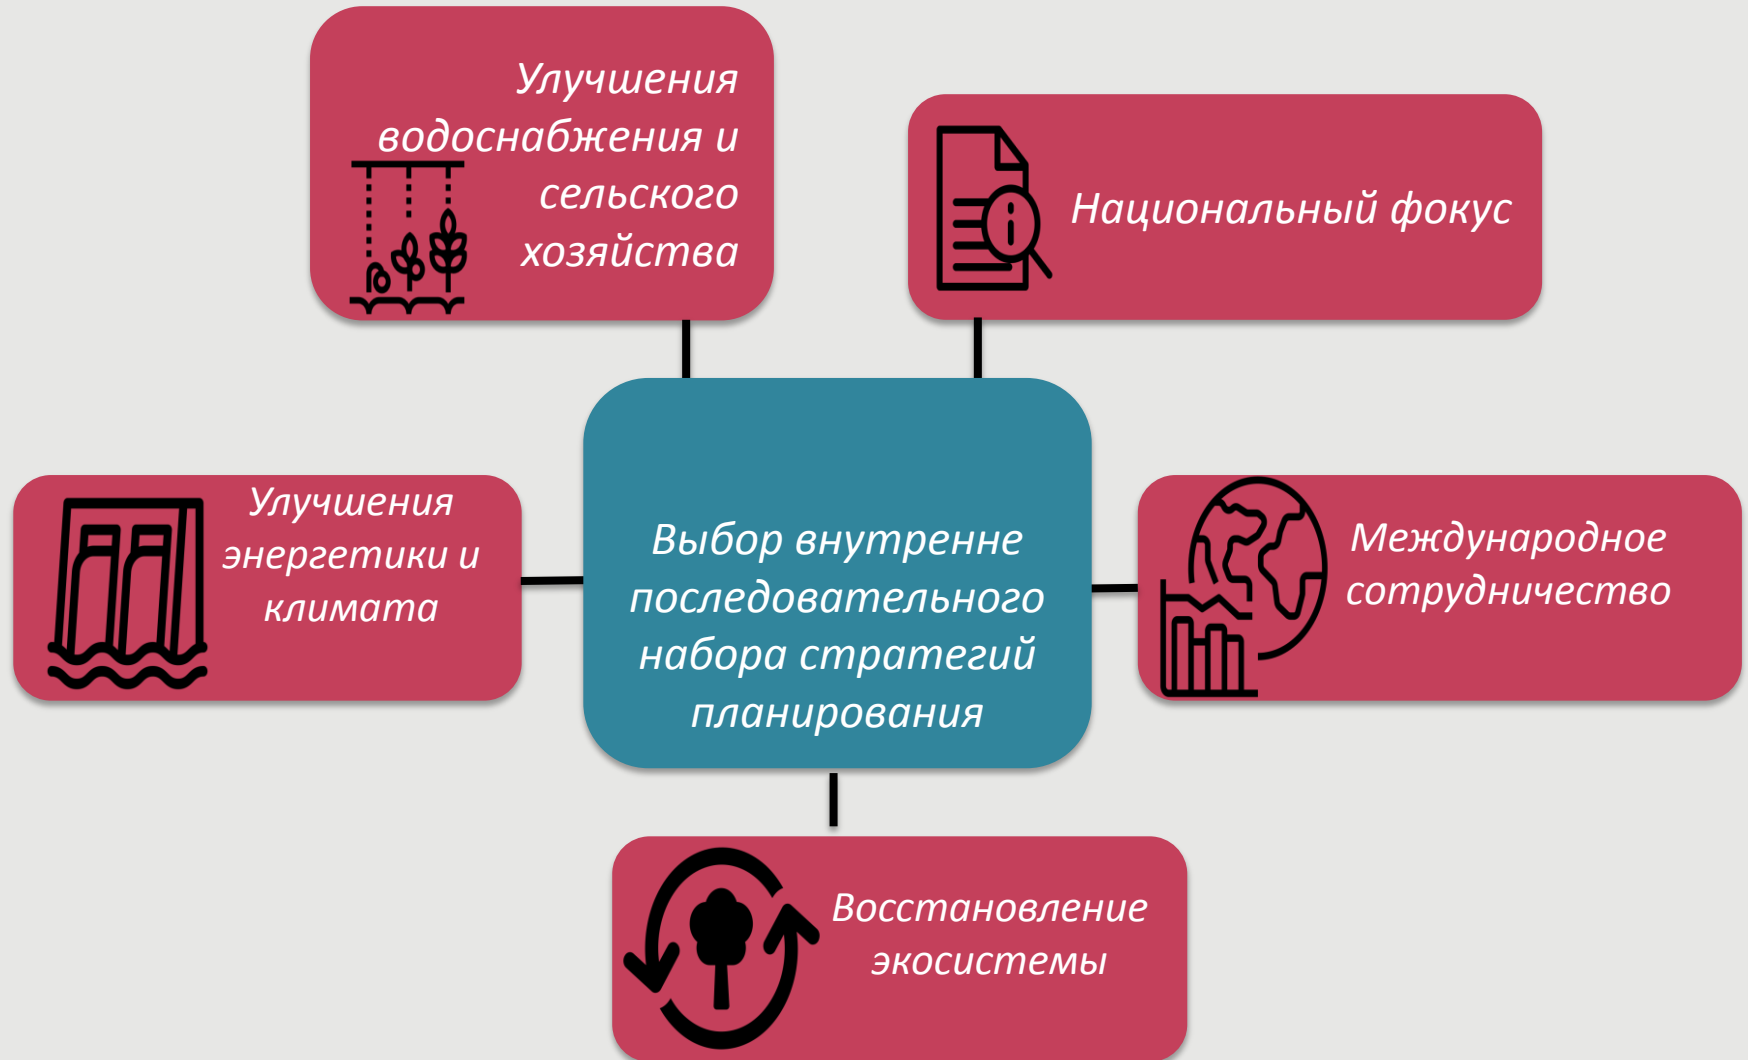 Улучшения
водоснабжения и
сельского
хозяйства
Национальный фокус
Улучшения
энергетики и
климата
Выбор внутренне
последовательного
набора стратегий
планирования
Международное
сотрудничество
Восстановление
экосистемы